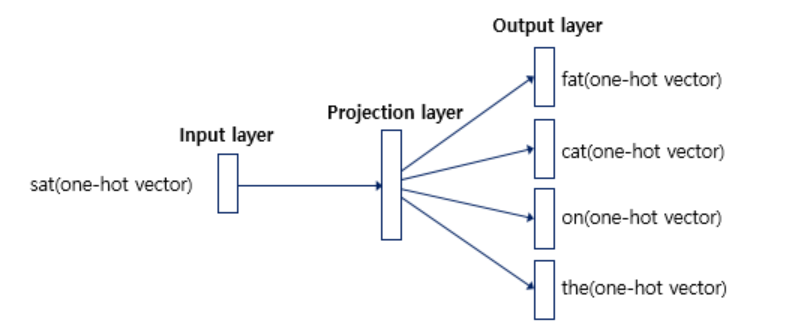 Output layer
fat(one-hot vector)
Projection layer
Input layer
cat(one-hot vector)
sat(one-hot vector)
on(one-hot vector)
the(one-hot vector)